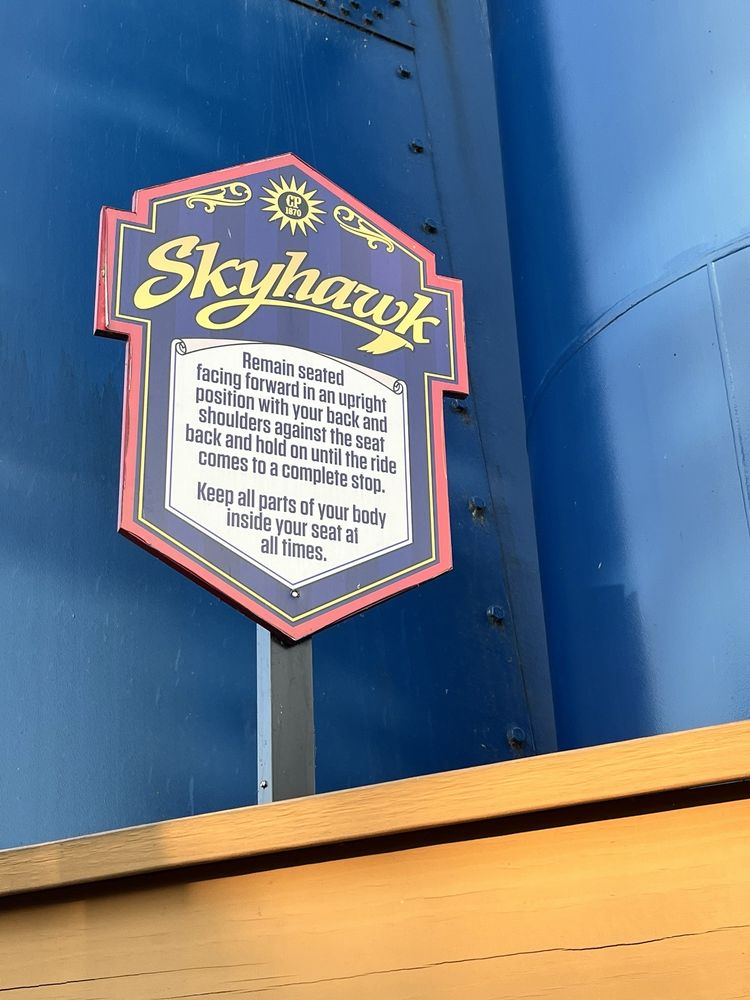 CP
1870
Skyhawk
Remain seated
facing forward in an upright
position with your back and
shoulders against the seat
back and hold on until the ride
comes to a complete stop.
Keep all parts of your body
inside your seat at
all times.